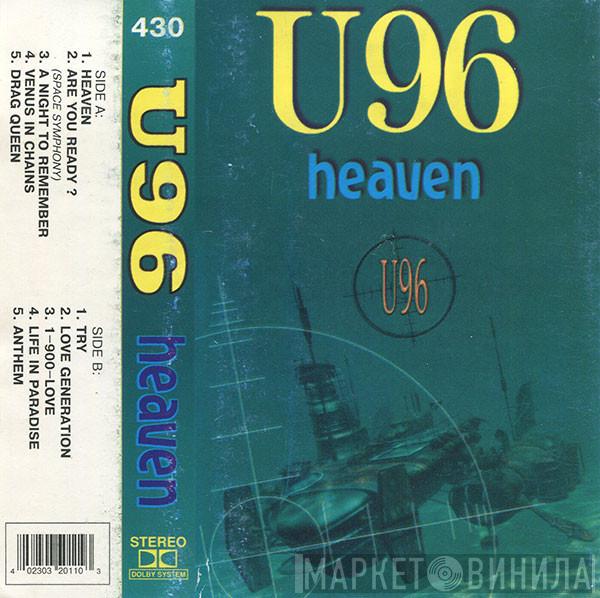 SIDE A:
1. HEAVEN
2. ARE YOU READY ?
(SPACE SYMPHONY)
3. A NIGHT TO REMEMBER
4. VENUS IN CHAINS
5. DRAG QUEEN
SIDE B:
1. TRY
2. LOVE GENERATION
3. 1-900-LOVE
4. LIFE IN PARADISE
5. ANTHEM
4 02303 20110 3
430
U96
heaven
STEREO
DOLBY SYSTEM
U96
heaven
U96
МАРКЕТ ВИНИЛА